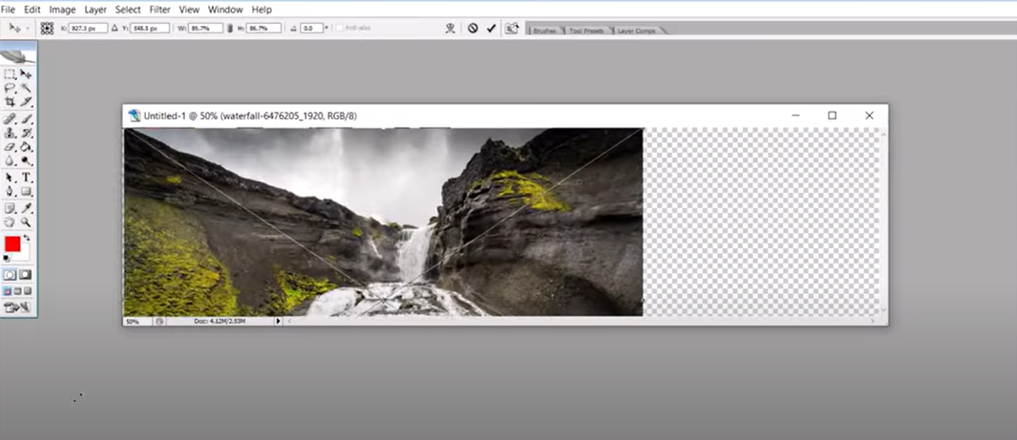 File Edit Image Layer Select Filter View Window Help
X: 927.3 px Y: 548.5 px W: 85.7% H: 86.7% 0.0 ° Anti-alias
Brushes Tool Presets Layer Comps
Untitled-1 @ 50% (waterfall-6476205_1920, RGB/8)
T
50% Doc: 4.12M/2.53M